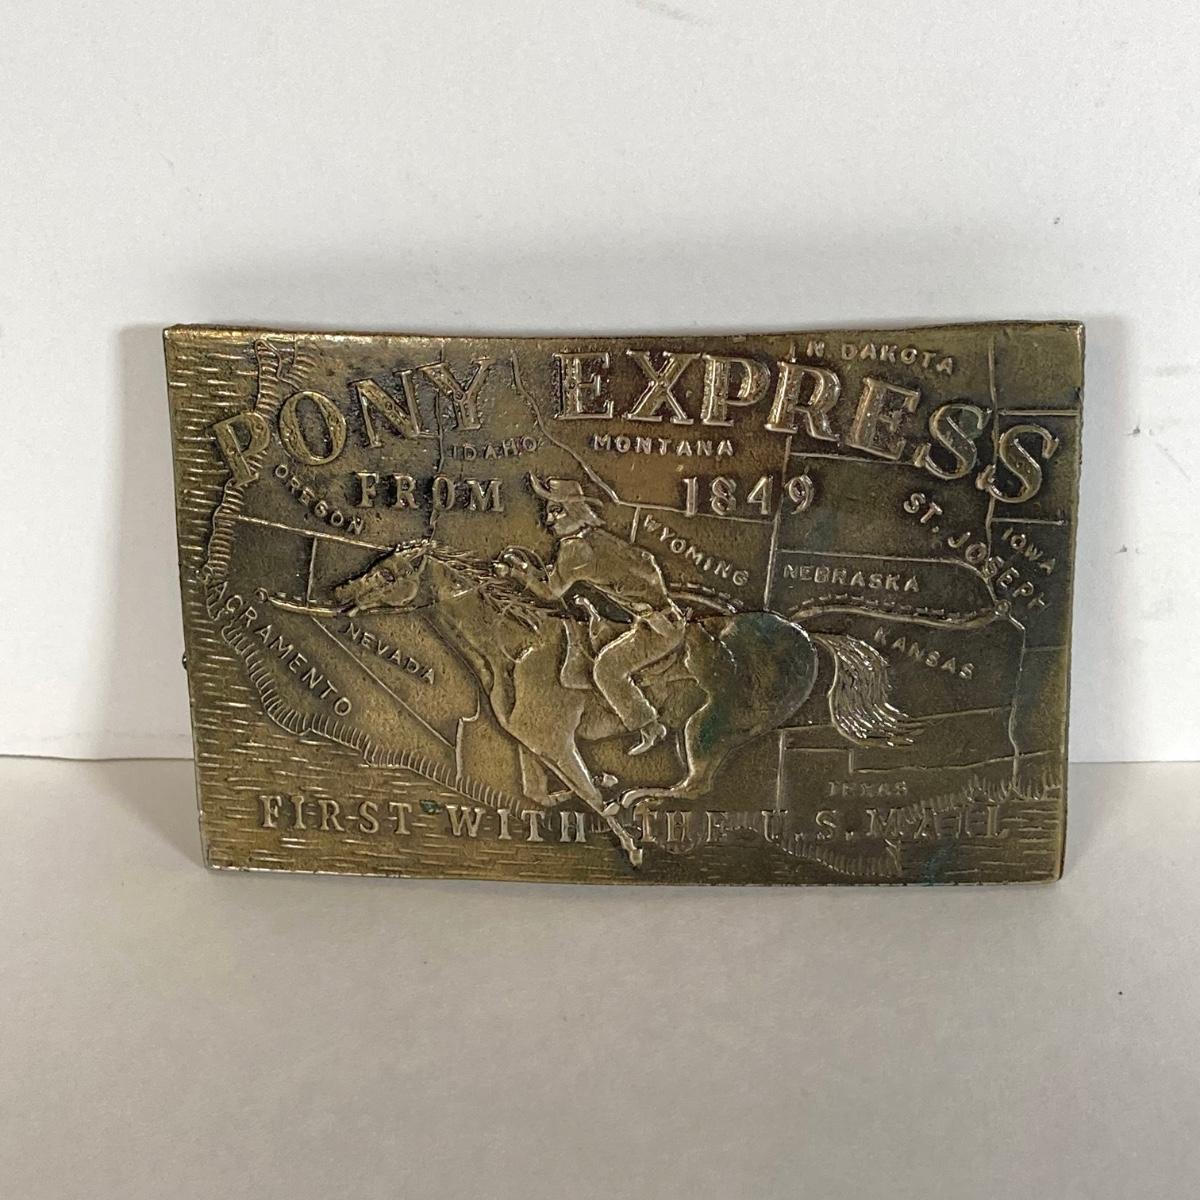 N. DAKOTA
PONY EXPRESS
IDAHO MONTANA
OREGON
FROM 1849
ST. JOSEPH
WYOMING
IOWA
NEBRASKA
SACRAMENTO
NEVADA
KANSAS
TEXAS
FIRST WITH THE U.S. MAIL